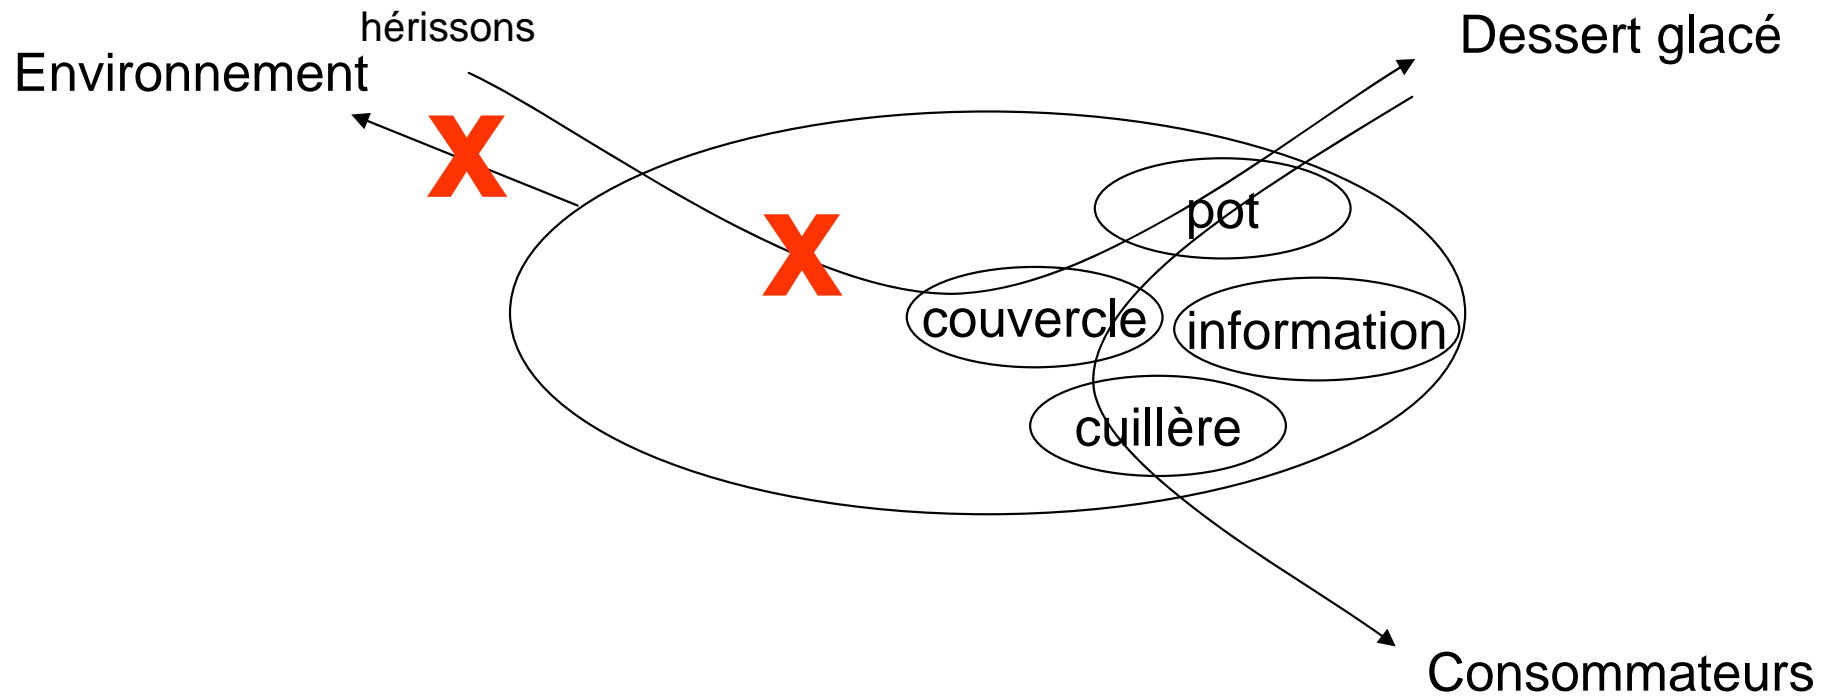 hérissons
Environnement
Dessert glacé
X
X
pot
couvercle
information
cuillère
Consommateurs